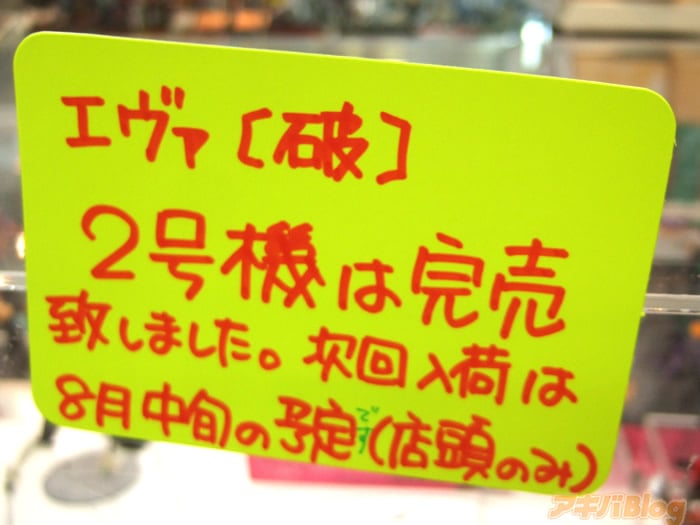 エヴァ〔破〕
2号機は完売
致しました。次回入荷は
8月中旬の予定です(店頭のみ)
アキバBlog